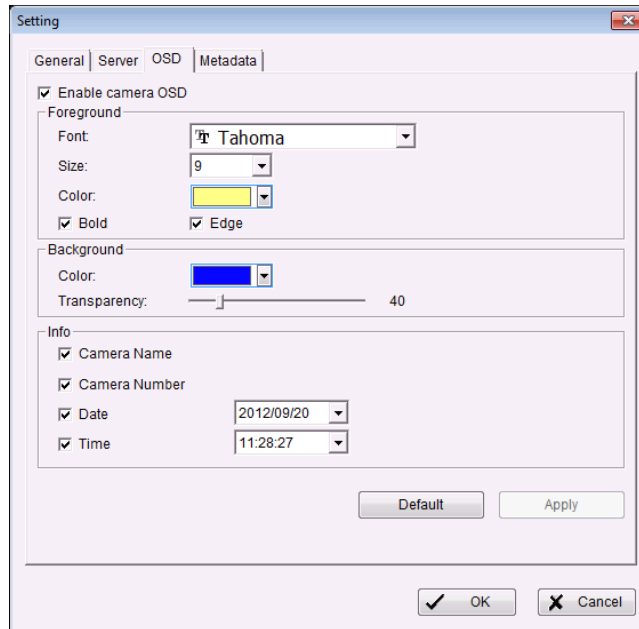 Setting
General Server OSD Metadata
Enable camera OSD
Foreground
Font: Tahoma
Size: 9
Color:
Bold Edge
Background
Color:
Transparency: 40
Info
Camera Name
Camera Number
Date 2012/09/20
Time 11:28:27
Default Apply
OK Cancel